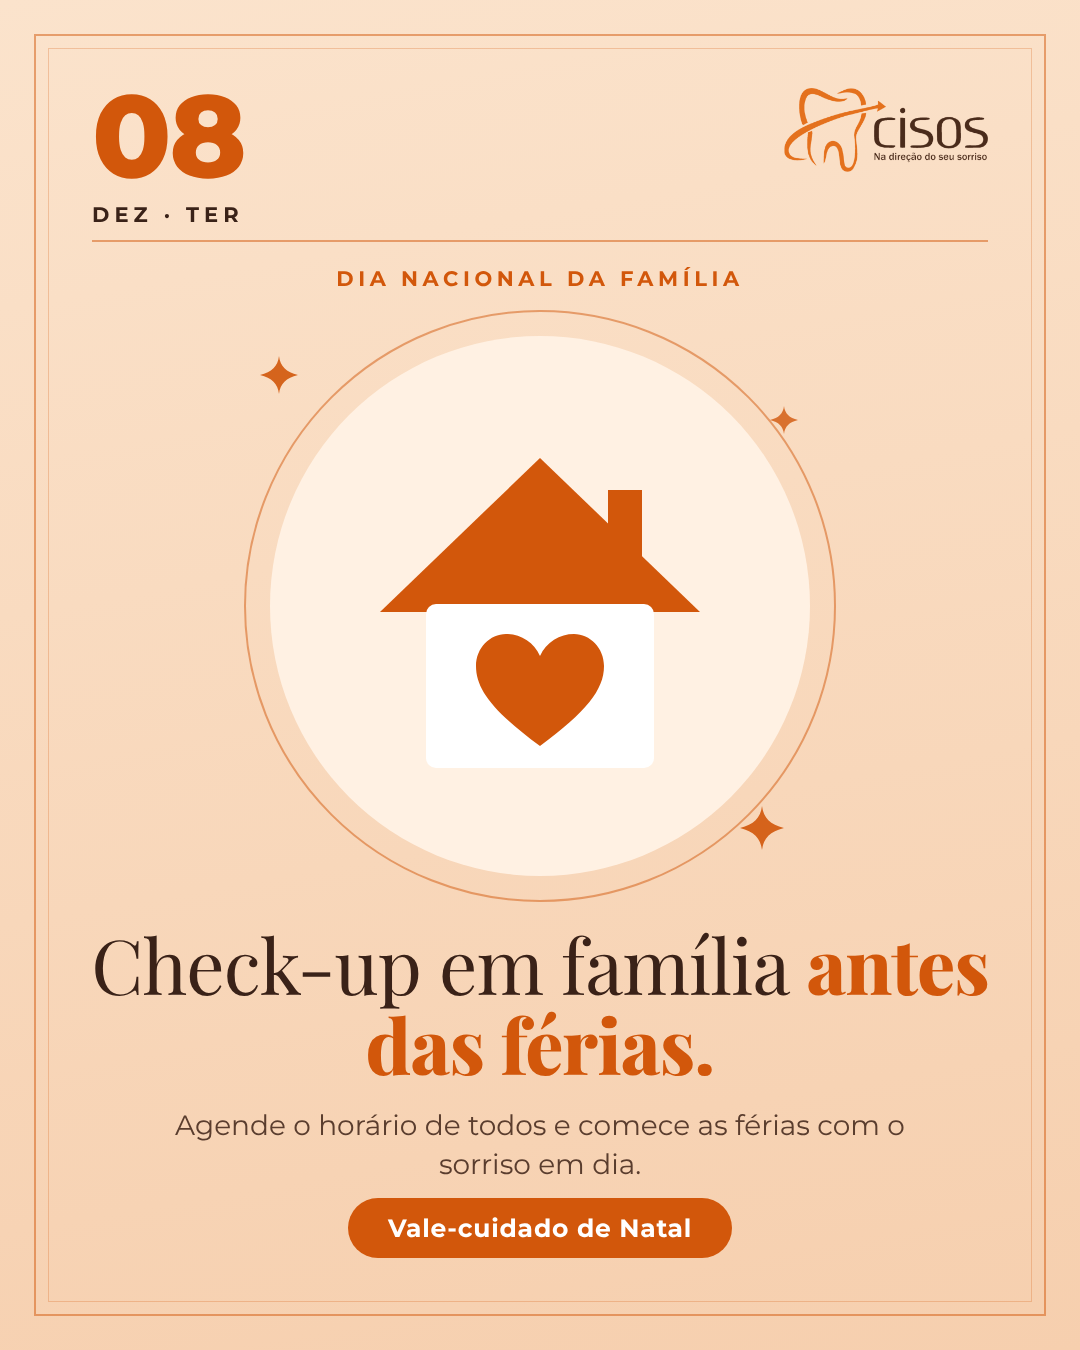 08
DEZ · TER
cisos
Na direção do seu sorriso
DIA NACIONAL DA FAMÍLIA
Check-up em família antes
das férias.
Agende o horário de todos e comece as férias com o
sorriso em dia.
Vale-cuidado de Natal